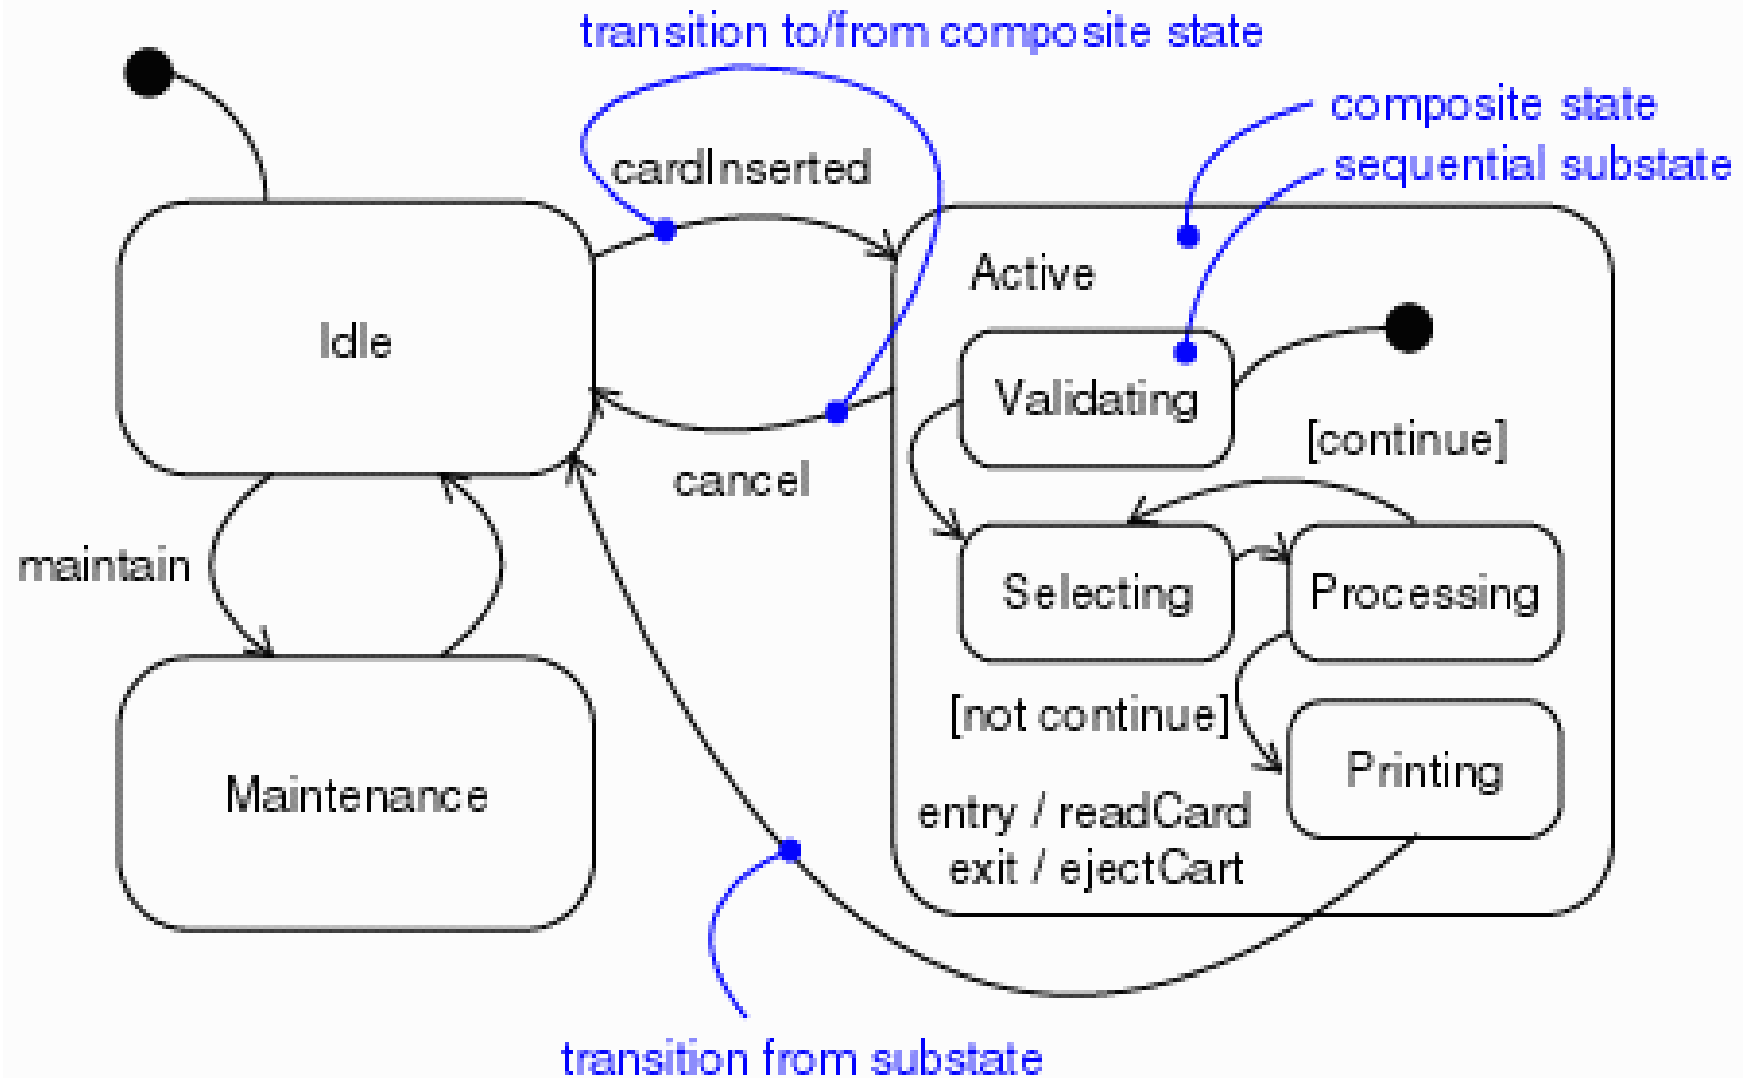 transition to/from composite state
composite state
cardInserted
sequential substate
Active
Idle
Validating
[continue]
cancel
maintain
Selecting
Processing
[not continue]
Printing
Maintenance
entry / readCard
exit / ejectCart
transition from substate